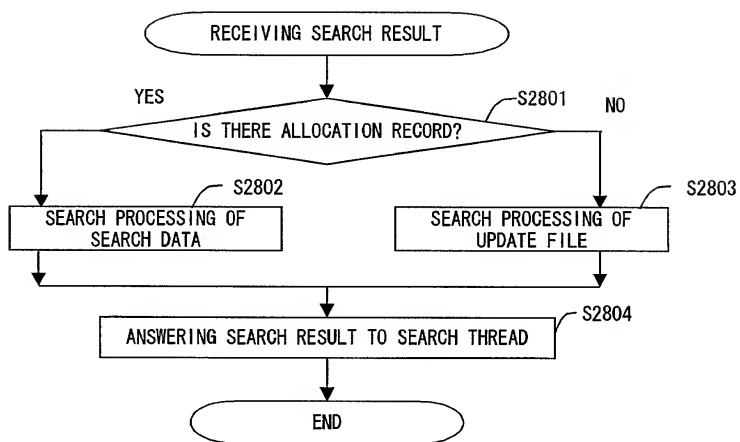 RECEIVING SEARCH RESULT
YES
S2801
NO
IS THERE ALLOCATION RECORD?
S2802
S2803
SEARCH PROCESSING OF
SEARCH DATA
SEARCH PROCESSING OF
UPDATE FILE
S2804
ANSWERING SEARCH RESULT TO SEARCH THREAD
END